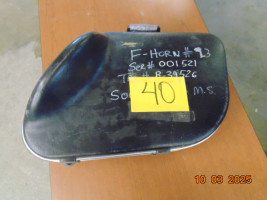 F-HORN # 93
SER# 001521
T # B-39526
SO M.S.
40
10 03 2025